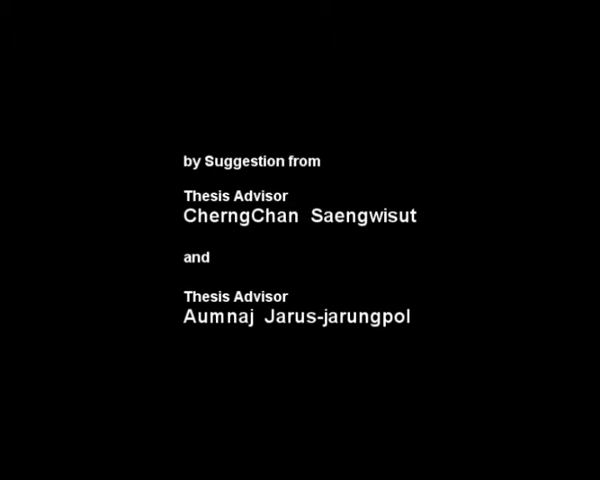 by Suggestion from
Thesis Advisor
CherngChan Saengwisut
and
Thesis Advisor
Aumnaj Jarus-jarungpol